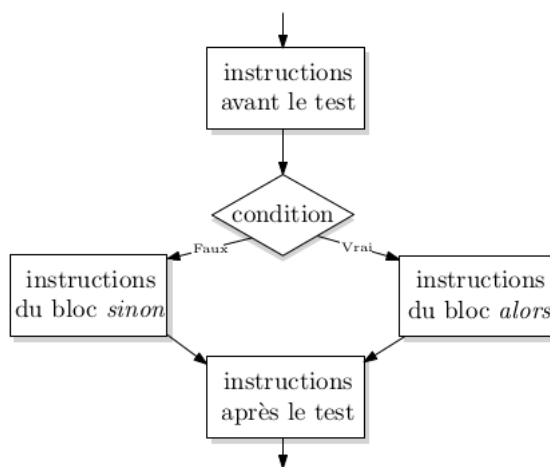 instructions
avant le test
condition
Faux
Vrai
instructions
du bloc sinon
instructions
du bloc alors
instructions
après le test